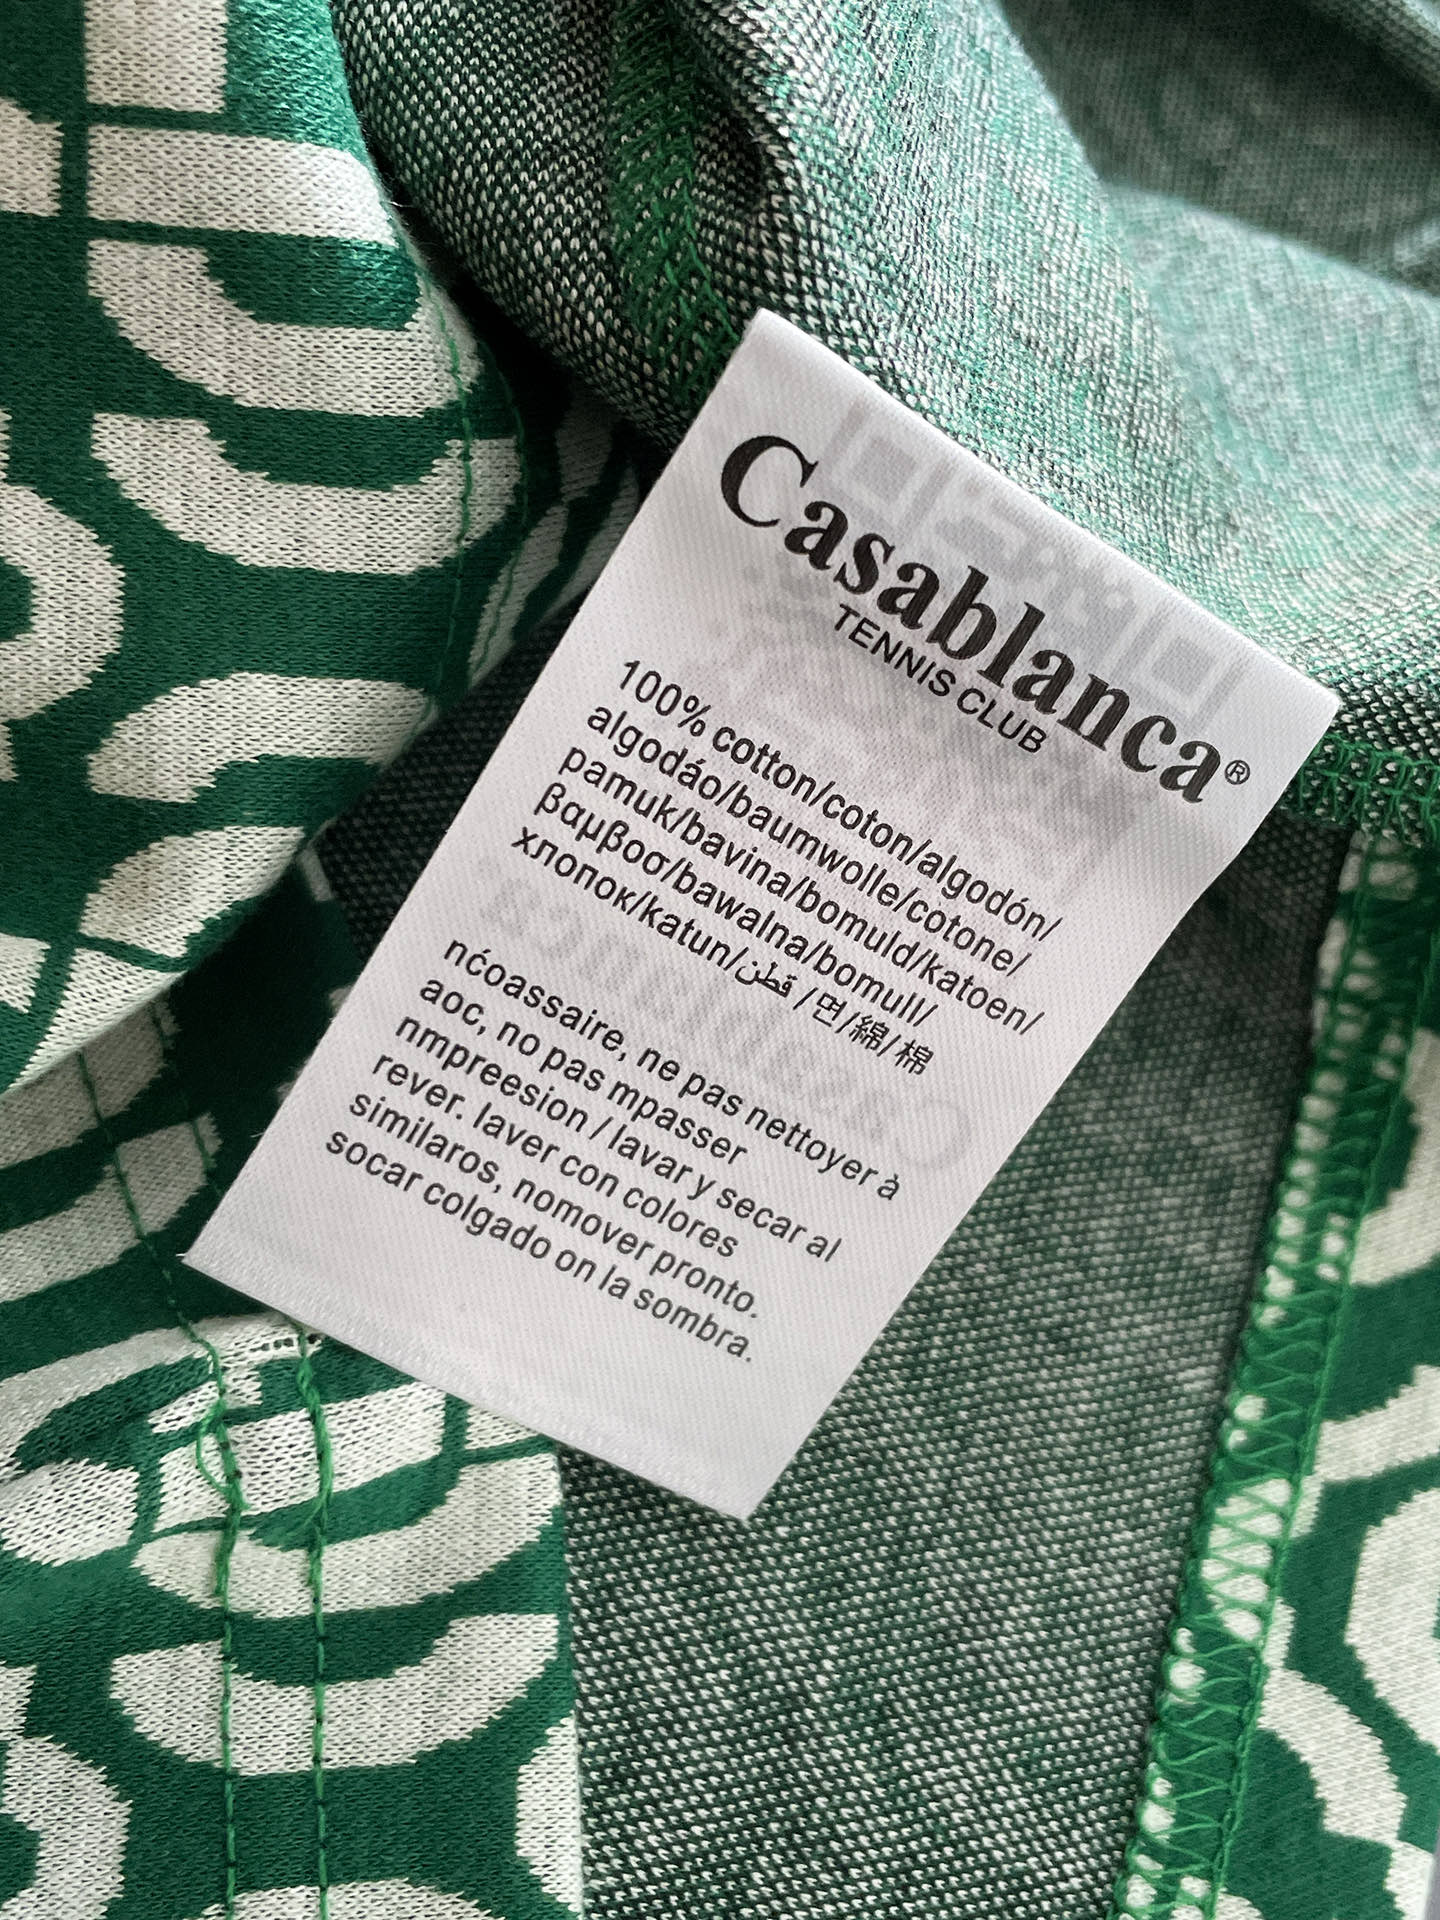 Casablanca®
TENNIS CLUB
100% cotton/coton/algodón/
algodáo/baumwolle/cotone/
pamuk/bavina/bomuld/katoen/
βαμβοσ/bawalna/bomull/
хлопок/katun/قطن/면/綿/棉
nćoassaire, ne pas nettoyer à
aoc, no pas mpasser
nmpreesion / lavar y secar al
rever. laver con colores
similaros, nomover pronto.
socar colgado on la sombra.